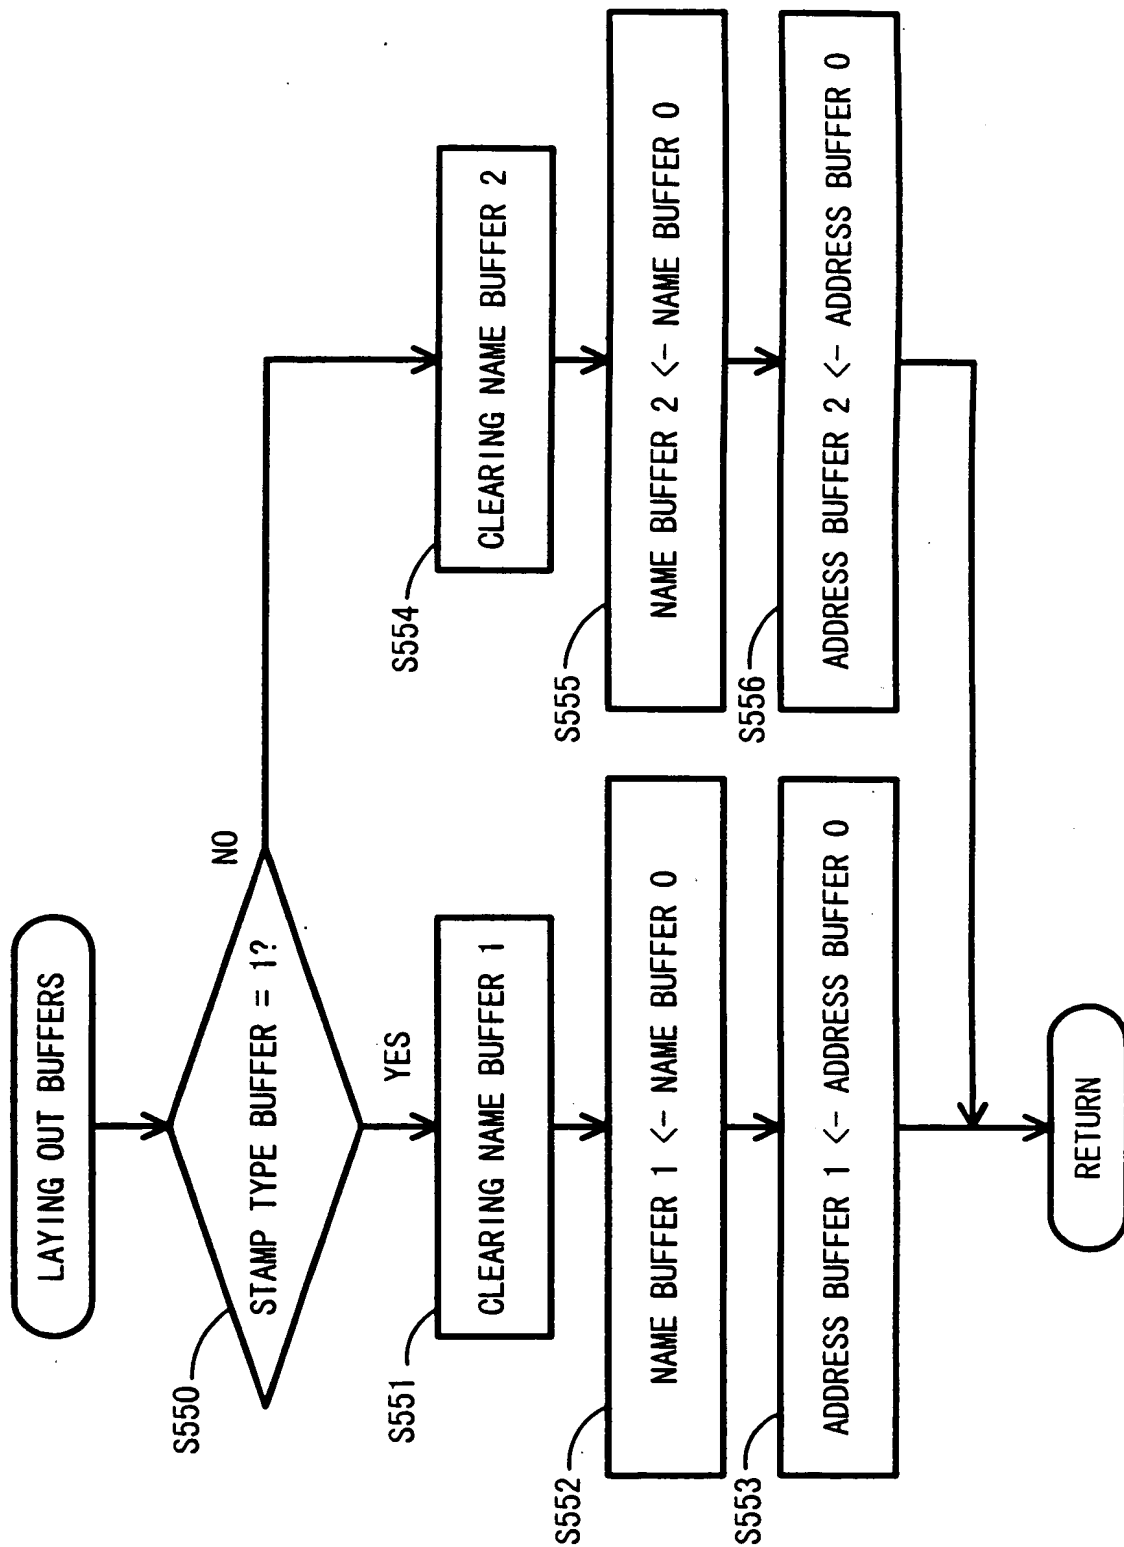 LAYING OUT BUFFERS
S550
STAMP TYPE BUFFER = 1?
NO
YES
S551
CLEARING NAME BUFFER 1
S554
CLEARING NAME BUFFER 2
S552
NAME BUFFER 1 <- NAME BUFFER 0
S555
NAME BUFFER 2 <- NAME BUFFER 0
S553
ADDRESS BUFFER 1 <- ADDRESS BUFFER 0
S556
ADDRESS BUFFER 2 <- ADDRESS BUFFER 0
RETURN